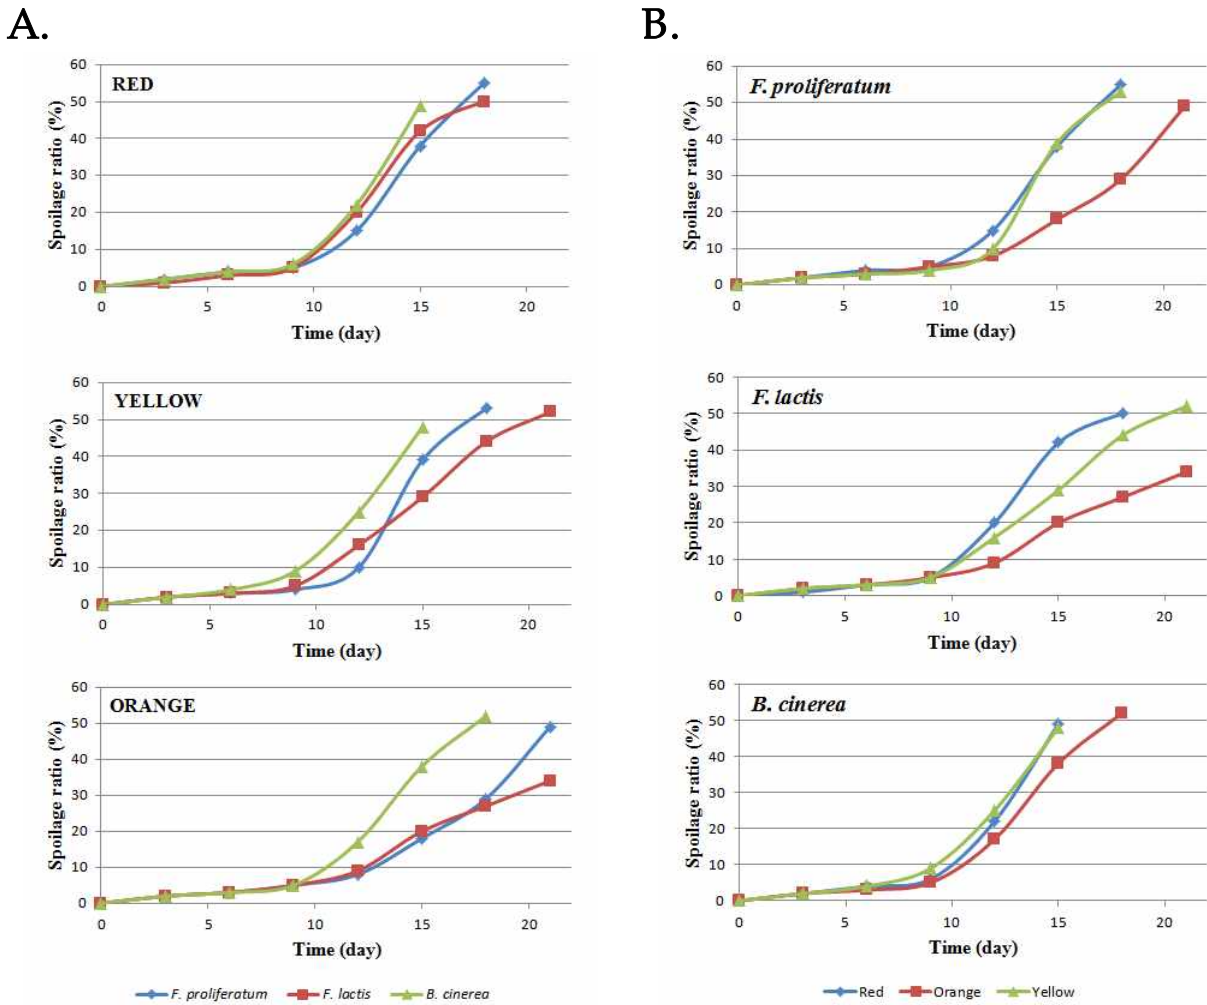 A.
B.
60
50
40
30
20
10
0
Spoilage ratio (%)
RED
0 5 10 15 20
Time (day)
60
50
40
30
20
10
0
Spoilage ratio (%)
YELLOW
0 5 10 15 20
Time (day)
60
50
40
30
20
10
0
Spoilage ratio (%)
ORANGE
0 5 10 15 20
Time (day)
F. proliferatum F. lactis B. cinerea
60
50
40
30
20
10
0
Spoilage ratio (%)
F. proliferatum
0 5 10 15 20
Time (day)
60
50
40
30
20
10
0
Spoilage ratio (%)
F. lactis
0 5 10 15 20
Time (day)
60
50
40
30
20
10
0
Spoilage ratio (%)
B. cinerea
0 5 10 15 20
Time (day)
Red Orange Yellow